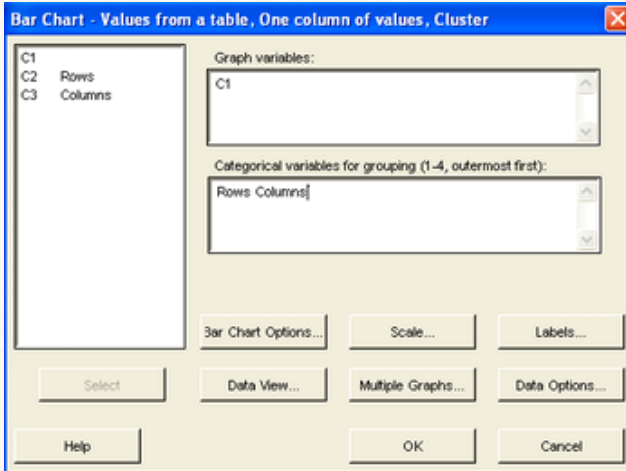 Bar Chart - Values from a table, One column of values, Cluster
C1
C2 Rows
C3 Columns
Graph variables:
C1
Categorical variables for grouping (1-4, outermost first):
Rows Columns
Bar Chart Options...
Scale...
Labels...
Select
Data View...
Multiple Graphs...
Data Options...
Help
OK
Cancel